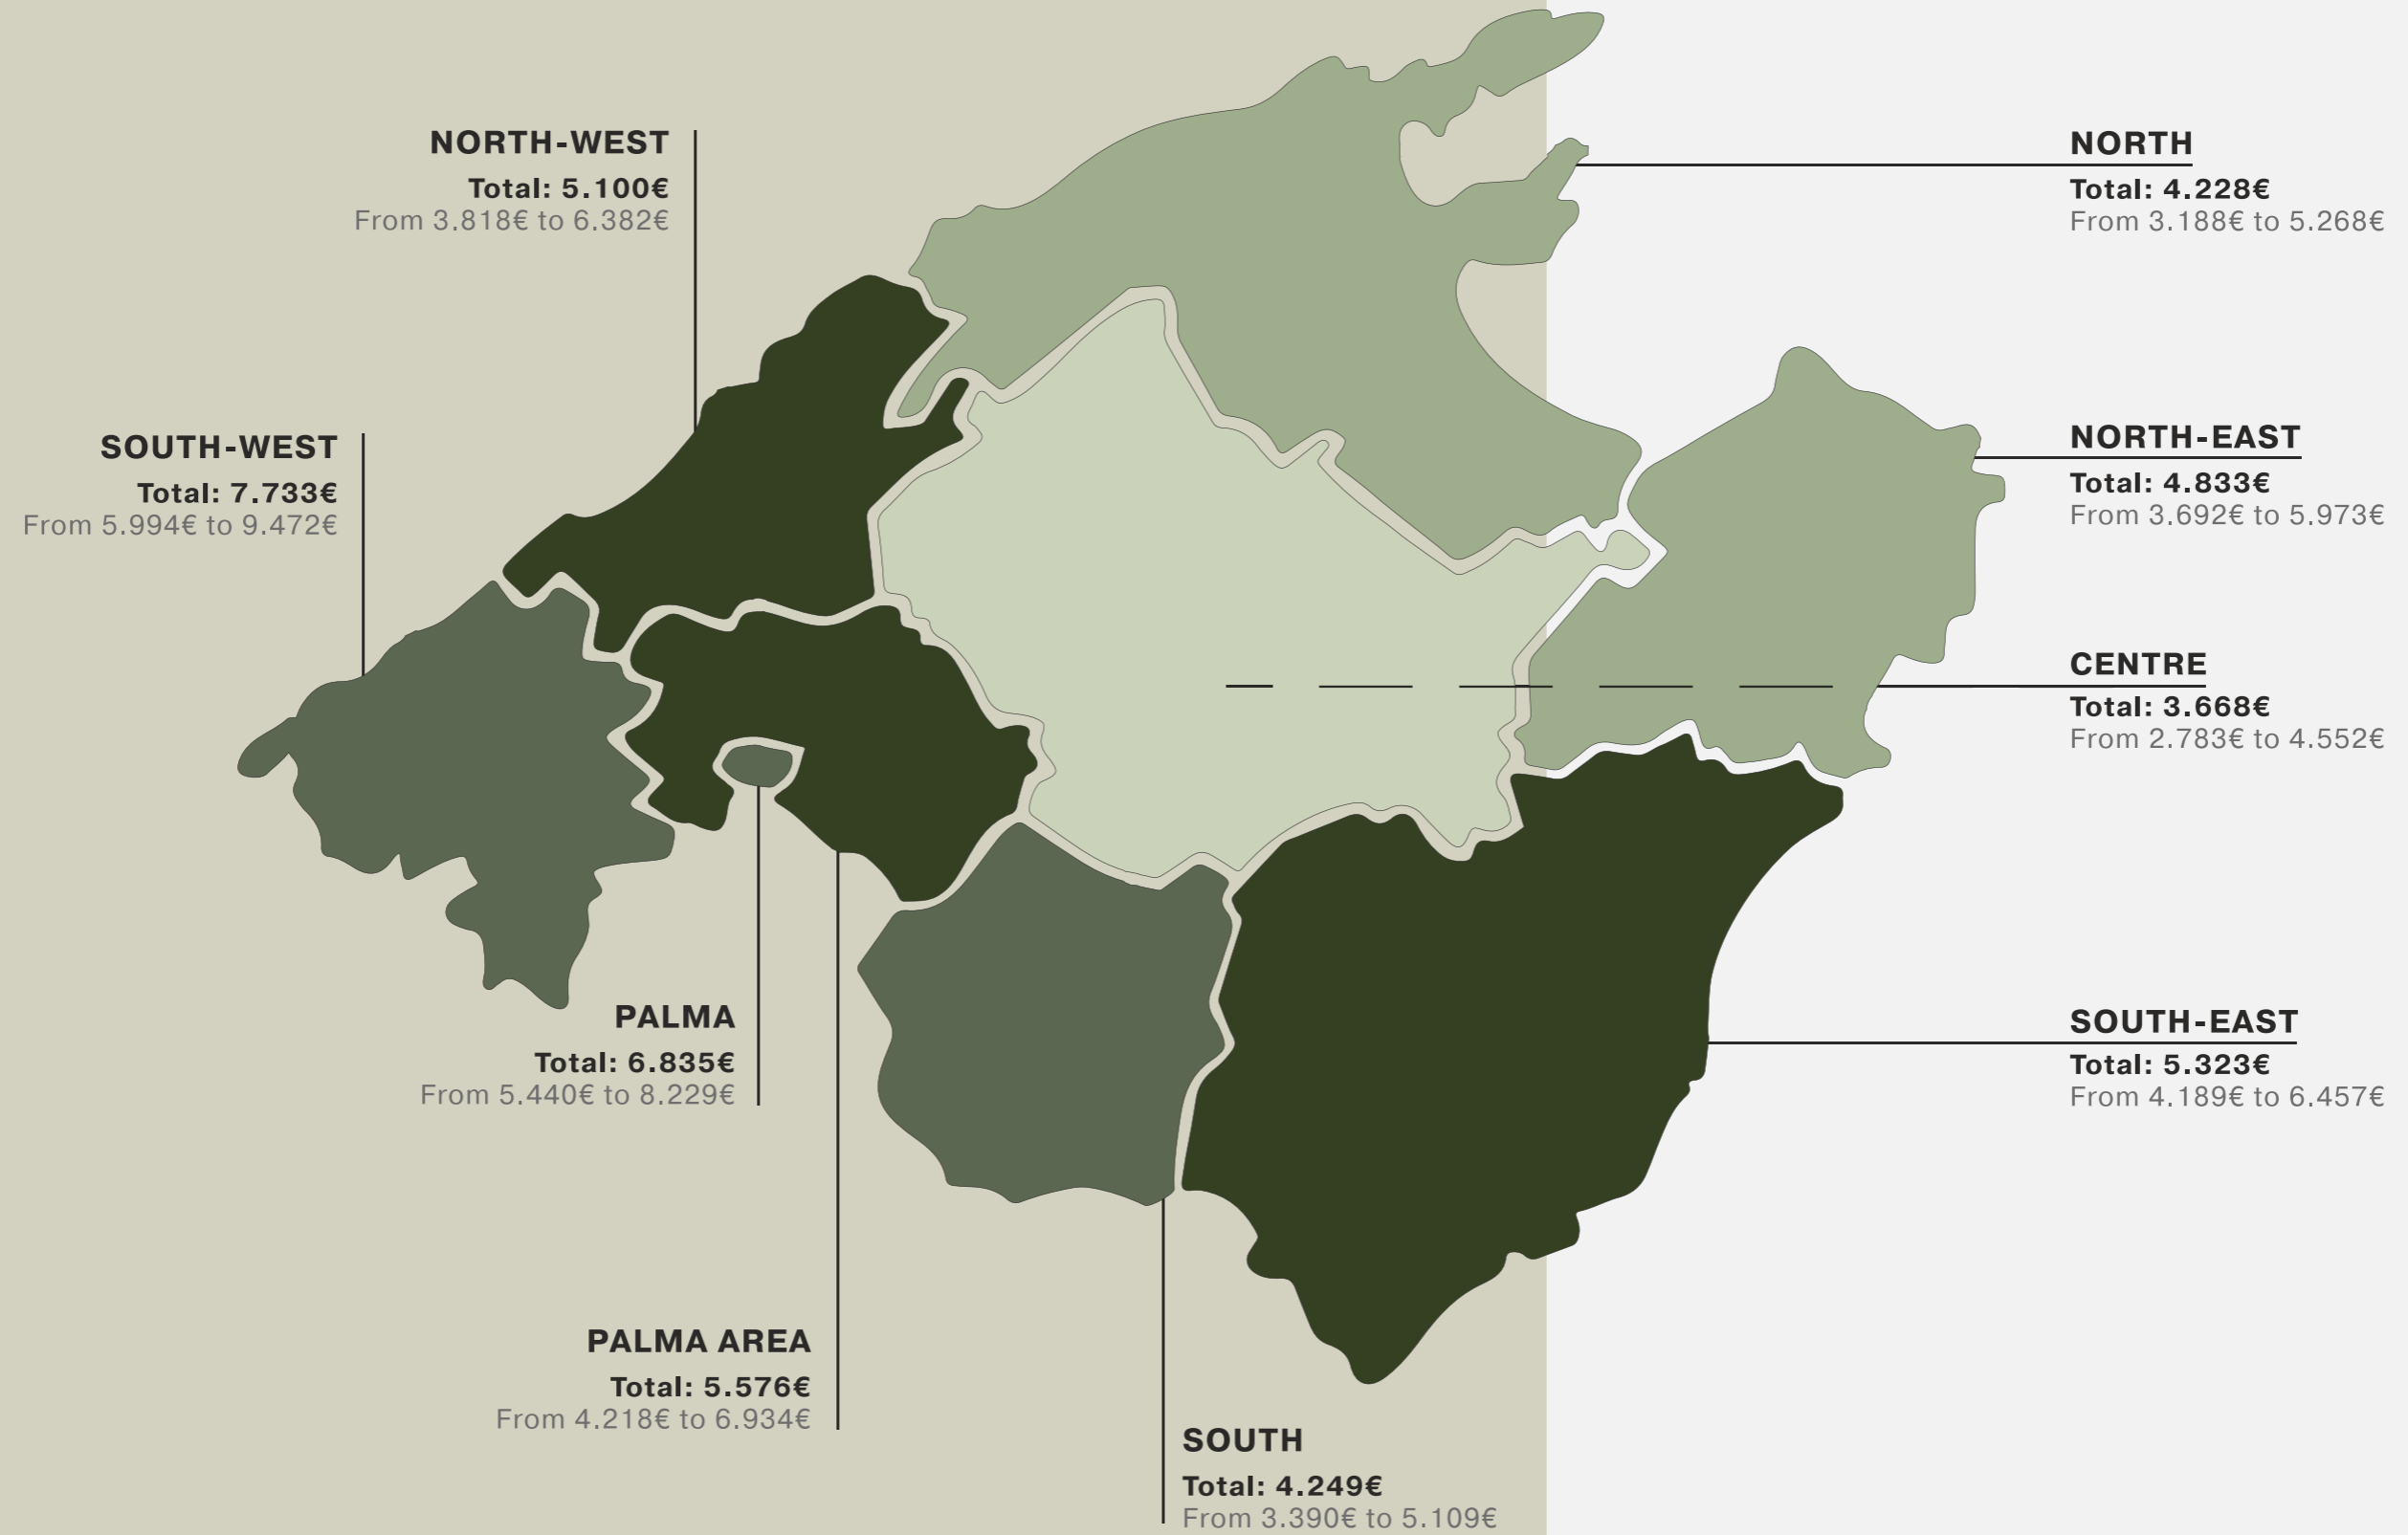 NORTH-WEST
Total: 5.100€
From 3.818€ to 6.382€
NORTH
Total: 4.228€
From 3.188€ to 5.268€
SOUTH-WEST
Total: 7.733€
From 5.994€ to 9.472€
NORTH-EAST
Total: 4.833€
From 3.692€ to 5.973€
CENTRE
Total: 3.668€
From 2.783€ to 4.552€
PALMA
Total: 6.835€
From 5.440€ to 8.229€
SOUTH-EAST
Total: 5.323€
From 4.189€ to 6.457€
PALMA AREA
Total: 5.576€
From 4.218€ to 6.934€
SOUTH
Total: 4.249€
From 3.390€ to 5.109€